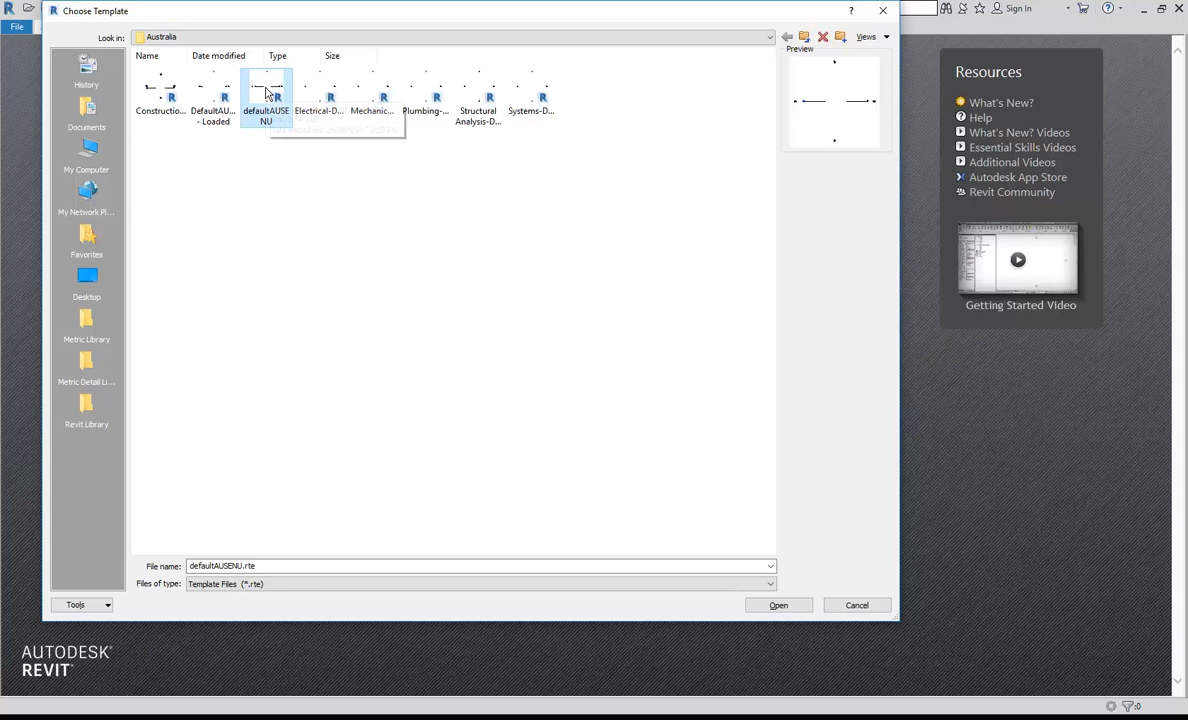 Choose Template
?
Sign In
?
File
Look in:
Australia
Views
Name
Date modified
Type
Size
Preview
Constructio...
DefaultAU...
- Loaded
defaultAUSE
NU
Electrical-D...
Mechanic...
Plumbing-...
Structural
Analysis-D...
Systems-D...
History
Documents
My Computer
My Network Pl...
Favorites
Desktop
Metric Library
Metric Detail Li...
Revit Library
File name:
defaultAUSENU.rte
Files of type:
Template Files (*.rte)
Tools
Open
Cancel
Resources
What's New?
Help
What's New? Videos
Essential Skills Videos
Additional Videos
Autodesk App Store
Revit Community
Getting Started Video
AUTODESK®
REVIT®
:0